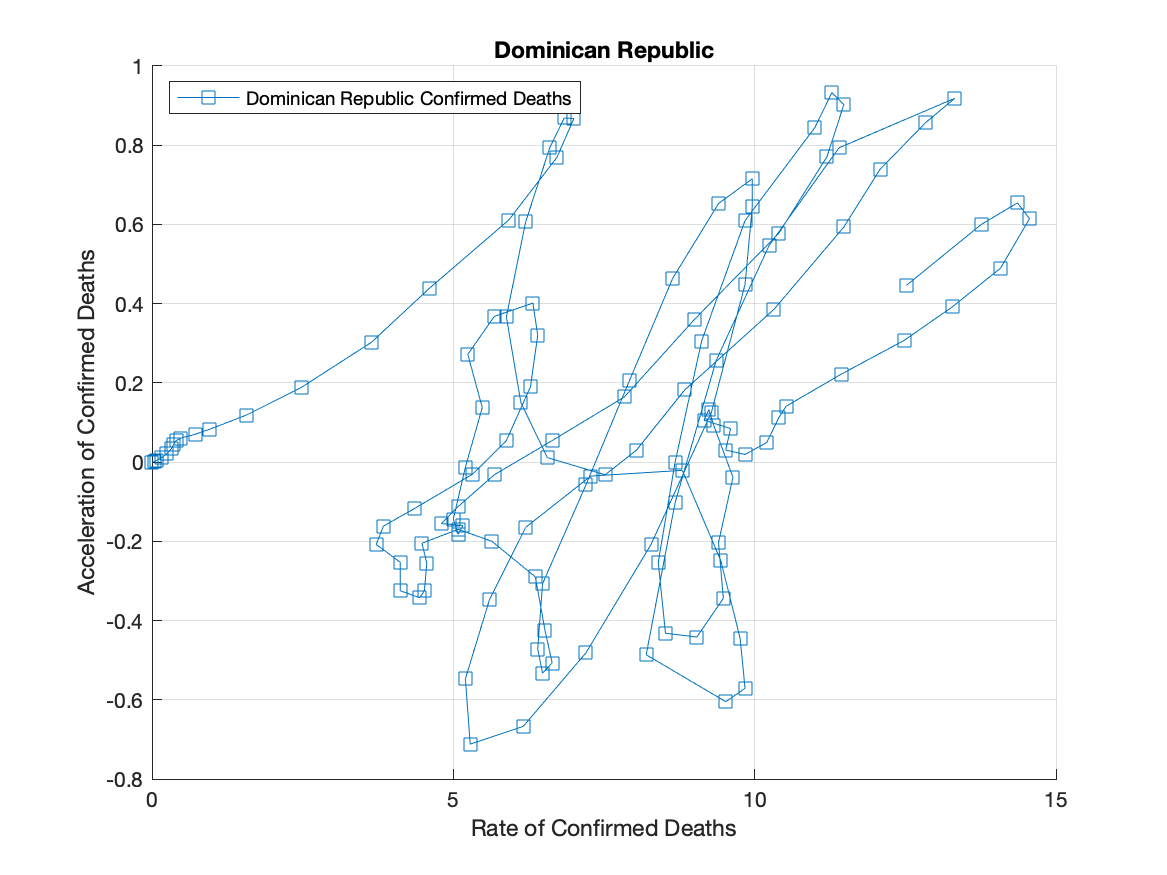 Dominican Republic
Dominican Republic Confirmed Deaths
1
0.8
0.6
0.4
0.2
0
-0.2
-0.4
-0.6
-0.8
Acceleration of Confirmed Deaths
0 5 10 15
Rate of Confirmed Deaths